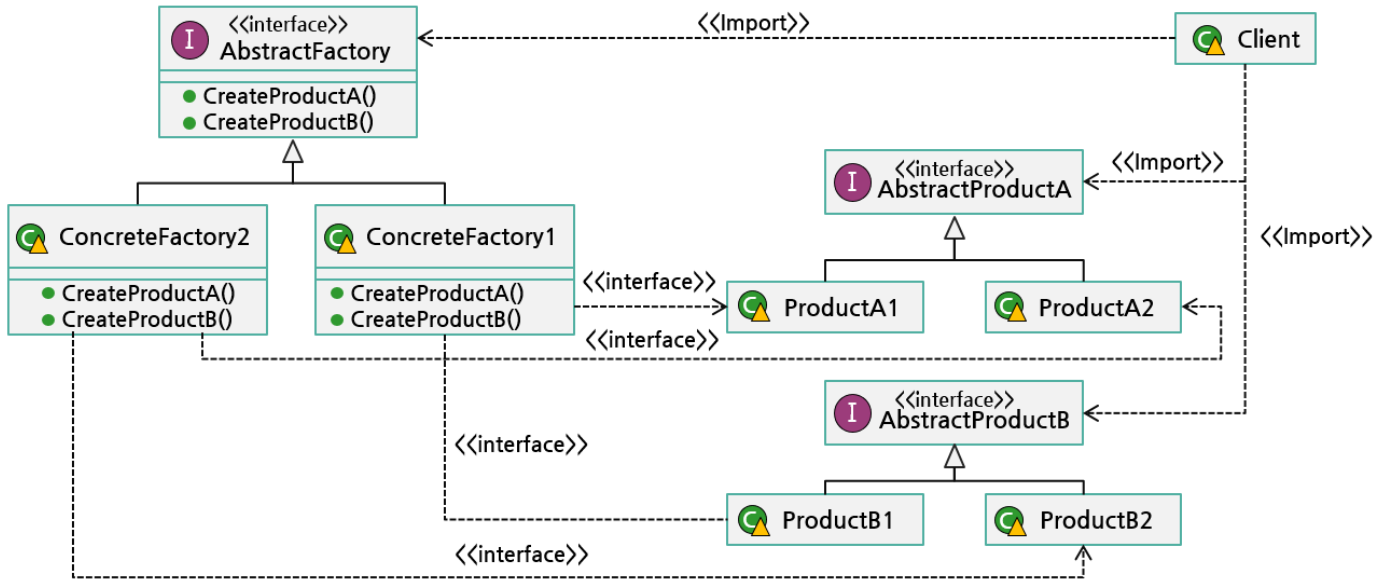 <<interface>>
AbstractFactory
CreateProductA()
CreateProductB()
<<Import>>
C Client
I
<<interface>>
AbstractProductA
I
<<Import>>
<<Import>>
C ConcreteFactory2
CreateProductA()
CreateProductB()
C ConcreteFactory1
CreateProductA()
CreateProductB()
<<interface>>
C ProductA1
C ProductA2
<<interface>>
<<interface>>
AbstractProductB
I
<<interface>>
C ProductB1
C ProductB2
<<interface>>